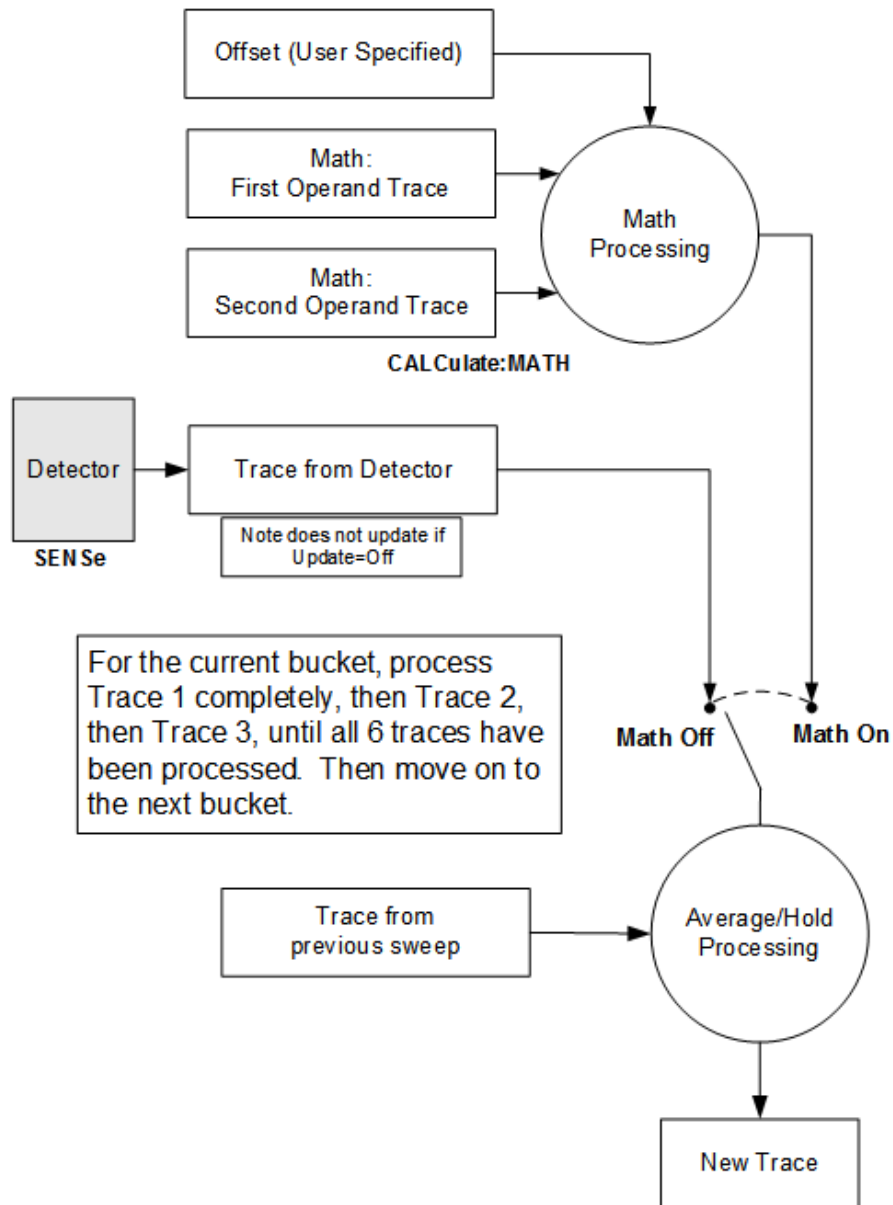 Offset (User Specified)
Math:
First Operand Trace
Math
Processing
Math:
Second Operand Trace
CALCulate:MATH
Detector
Trace from Detector
Note does not update if
Update=Off
SENSe
For the current bucket, process
Trace 1 completely, then Trace 2,
then Trace 3, until all 6 traces have
been processed. Then move on to
the next bucket.
Math Off
Math On
Trace from
previous sweep
Average/Hold
Processing
New Trace